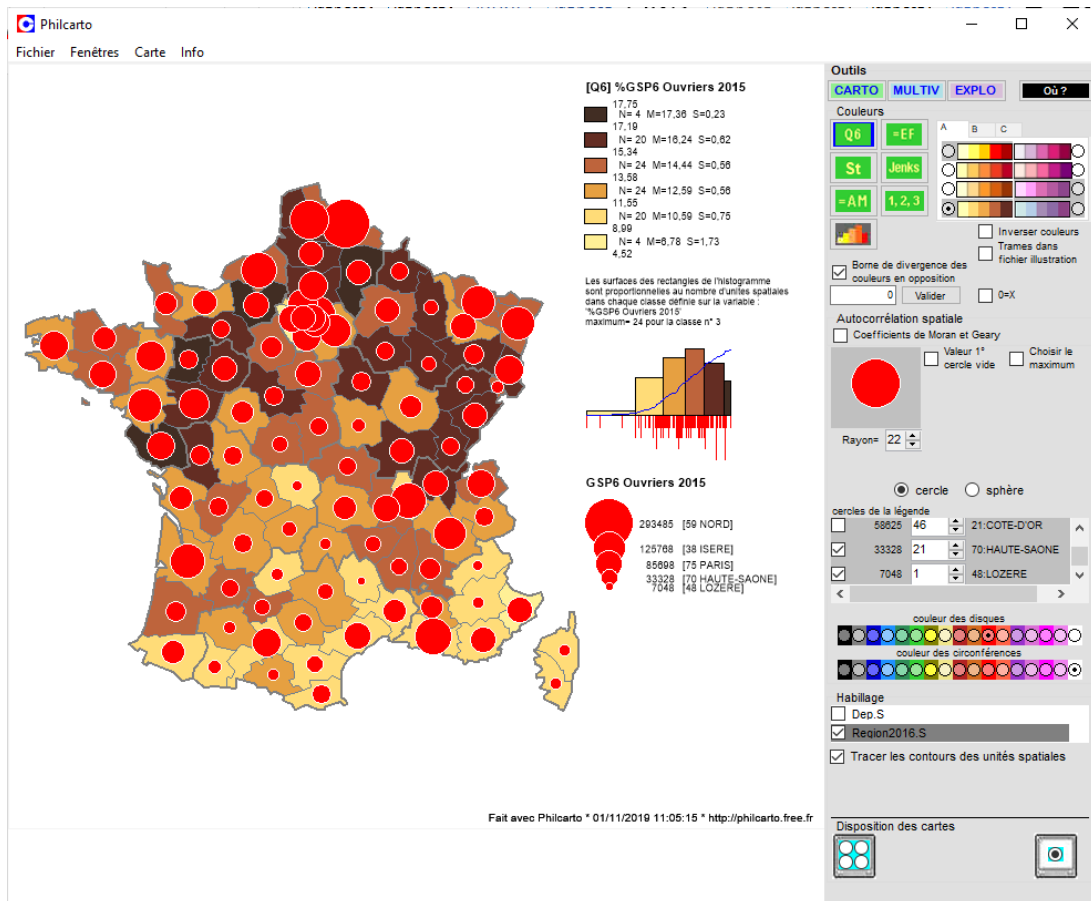 Philcarto
Fichier Fenêtres Carte Info
[Q6] %GSP6 Ouvriers 2015
17,75
N= 4 M=17,36 S=0,23
17,19
N= 20 M=16,24 S=0,62
15,34
N= 24 M=14,44 S=0,56
13,58
N= 24 M=12,59 S=0,56
11,55
N= 20 M=10,59 S=0,75
8,99
N= 4 M=6,78 S=1,73
4,52
Les surfaces des rectangles de l'histogramme
sont proportionnelles au nombre d'unites spatiales
dans chaque classe définie sur la variable :
'%GSP6 Ouvriers 2015'
maximum= 24 pour la classe n° 3
GSP6 Ouvriers 2015
293485 [59 NORD]
125768 [38 ISERE]
85698 [75 PARIS]
33328 [70 HAUTE-SAONE]
7048 [48 LOZERE]
Fait avec Philcarto * 01/11/2019 11:05:15 * http://philcarto.free.fr
Outils
CARTO MULTIV EXPLO Où ?
Couleurs
Q6 =EF
St Jenks
=AM 1,2,3
A B C
Inverser couleurs
Trames dans
fichier illustration
Borne de divergence des
couleurs en opposition
0 Valider 0=X
Autocorrélation spatiale
Coefficients de Moran et Geary
Valeur 1°
cercle vide
Choisir le
maximum
Rayon= 22
cercle sphère
cercles de la légende
58625 46 21:COTE-D'OR
33328 21 70:HAUTE-SAONE
7048 1 48:LOZERE
couleur des disques
couleur des circonférences
Habillage
Dep.S
Region2016.S
Tracer les contours des unités spatiales
Disposition des cartes